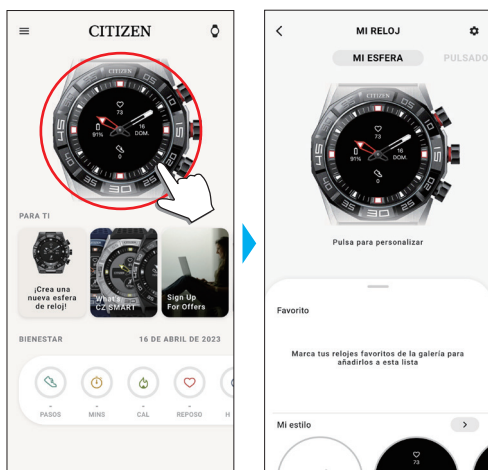 CITIZEN
CITIZEN
73
91%
16
DOM.
0
PARA TI
¡Crea una
nueva esfera
de reloj!
What's
CZ SMART
Sign Up
For Offers
BIENESTAR
16 DE ABRIL DE 2023
-
-
-
-
PASOS
MINS
CAL
REPOSO
H
MI RELOJ
MI ESFERA
PULSADO
CITIZEN
73
91%
16
DOM.
0
Pulsa para personalizar
Favorito
Marca tus relojes favoritos de la galería para
añadirlos a esta lista
Mi estilo
73